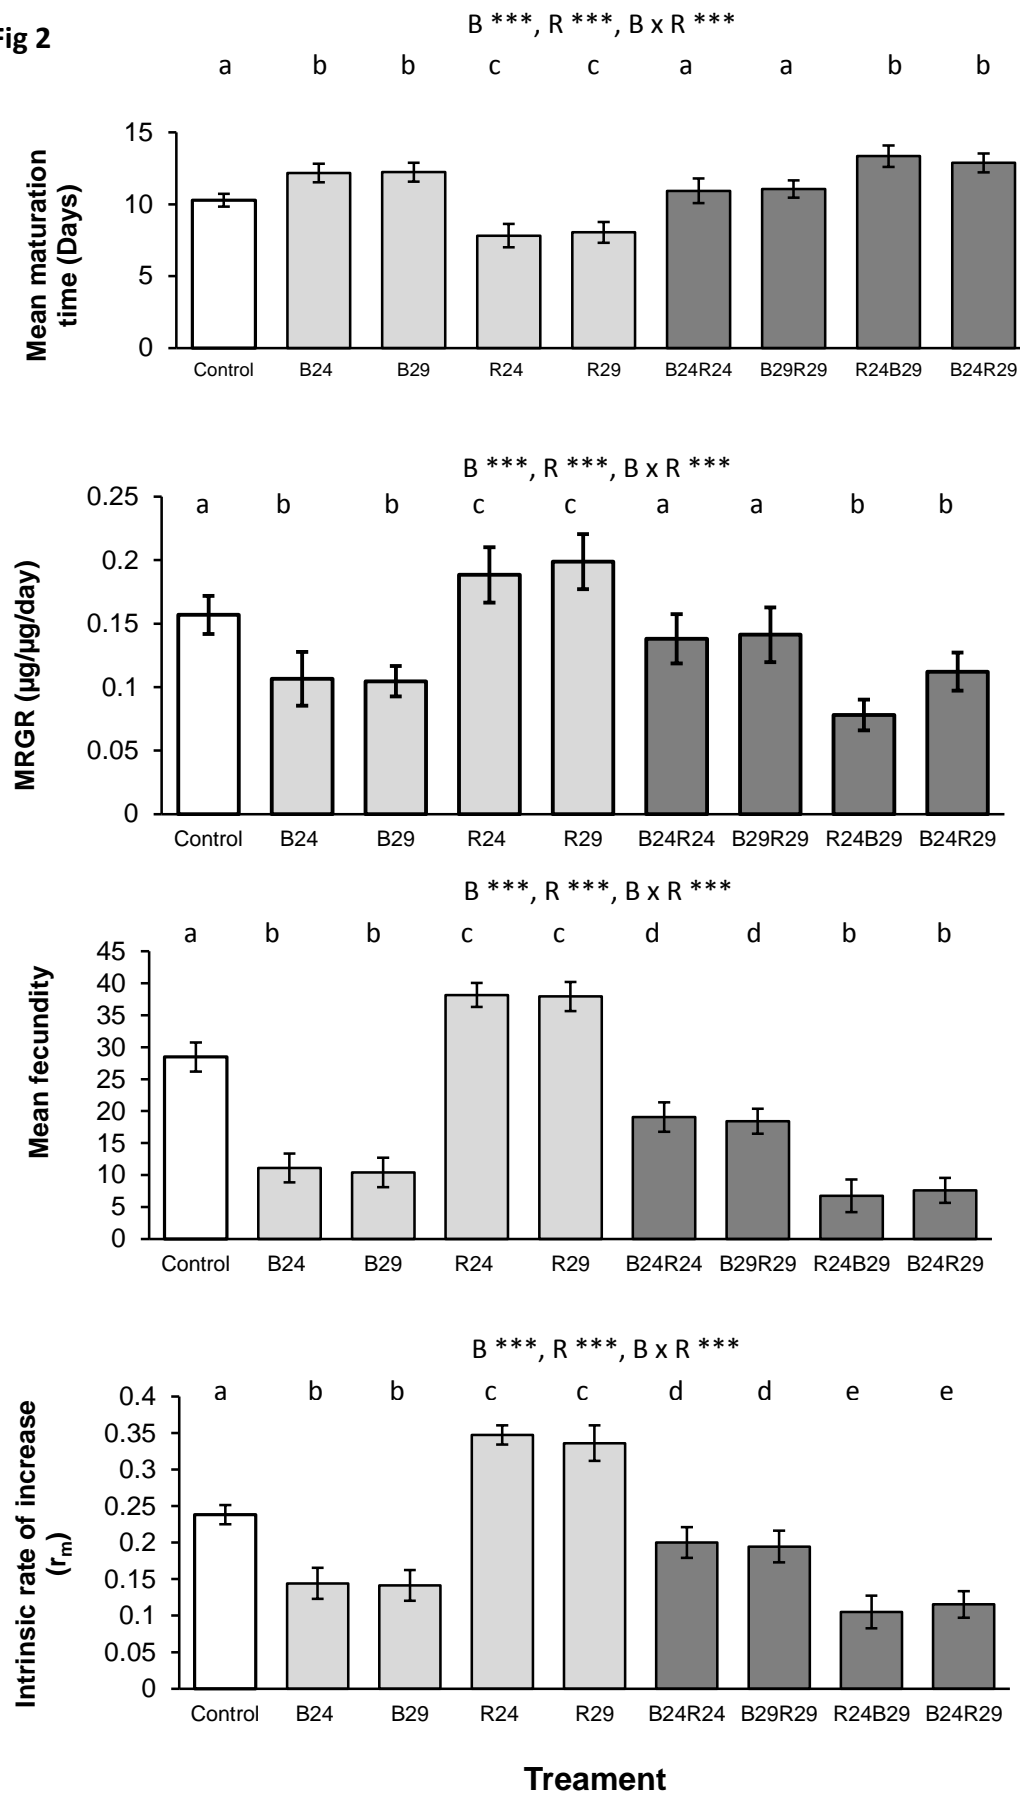 Fig 2
B ***, R ***, B x R ***
a b b c c a a b b
Mean maturation
time (Days)
15
10
5
0
Control B24 B29 R24 R29 B24R24 B29R29 R24B29 B24R29
B ***, R ***, B x R ***
a b b c c a a b b
MRGR (µg/µg/day)
0.25
0.2
0.15
0.1
0.05
0
Control B24 B29 R24 R29 B24R24 B29R29 R24B29 B24R29
B ***, R ***, B x R ***
a b b c c d d b b
Mean fecundity
45
40
35
30
25
20
15
10
5
0
Control B24 B29 R24 R29 B24R24 B29R29 R24B29 B24R29
B ***, R ***, B x R ***
a b b c c d d e e
Intrinsic rate of increase
(rm)
0.4
0.35
0.3
0.25
0.2
0.15
0.1
0.05
0
Control B24 B29 R24 R29 B24R24 B29R29 R24B29 B24R29
Treament